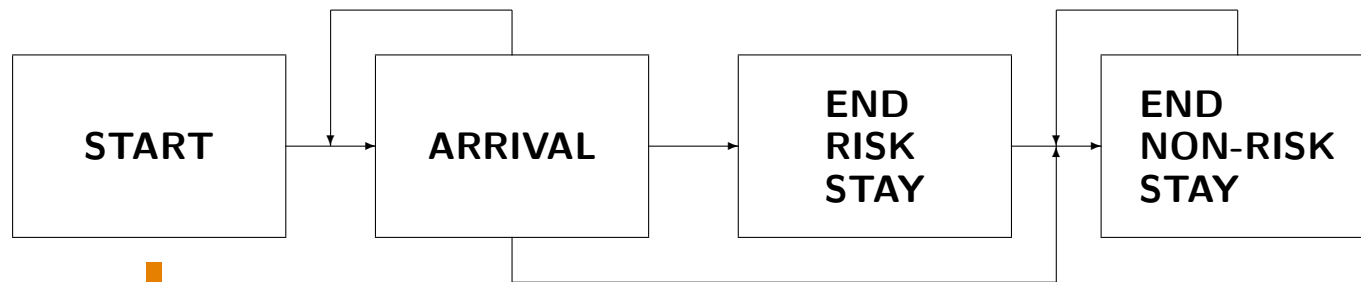 START
ARRIVAL
END
RISK
STAY
END
NON-RISK
STAY